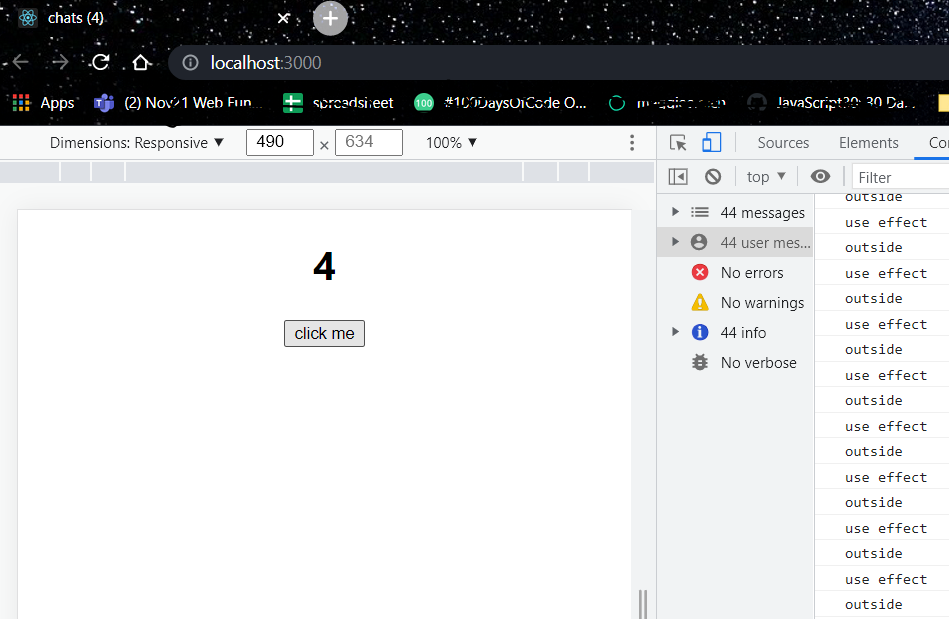 chats (4)
localhost:3000
Apps
(2) Nov21 Web Fun...
spreadsheet
#100DaysOfCode O...
JavaScript30: 30 Da...
100
Dimensions: Responsive
490
×
634
100%
Sources
Elements
top
Filter
4
click me
44 messages
44 user mes...
No errors
No warnings
44 info
No verbose
outside
use effect
outside
use effect
outside
use effect
outside
use effect
outside
use effect
outside
use effect
outside
use effect
outside
use effect
outside